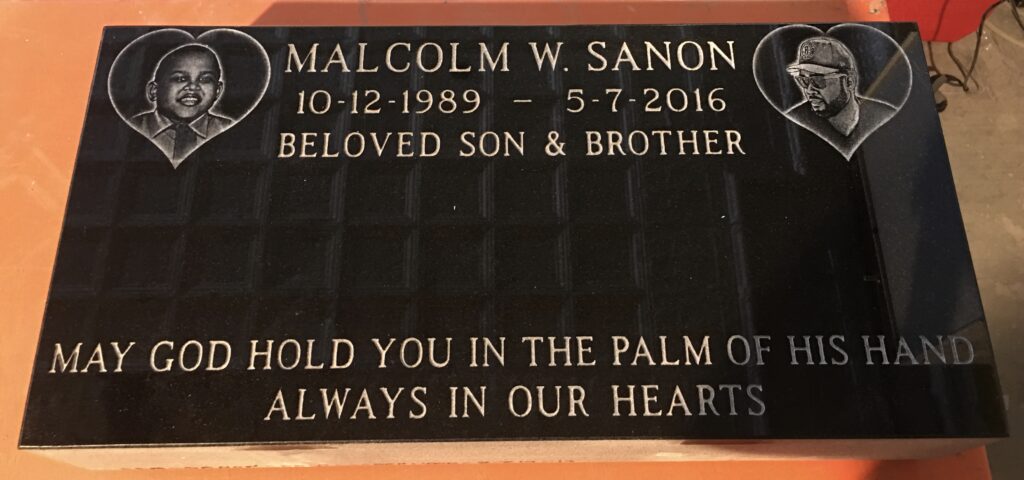 MALCOLM W. SANON
10-12-1989 – 5-7-2016
BELOVED SON & BROTHER
MAY GOD HOLD YOU IN THE PALM OF HIS HAND
ALWAYS IN OUR HEARTS